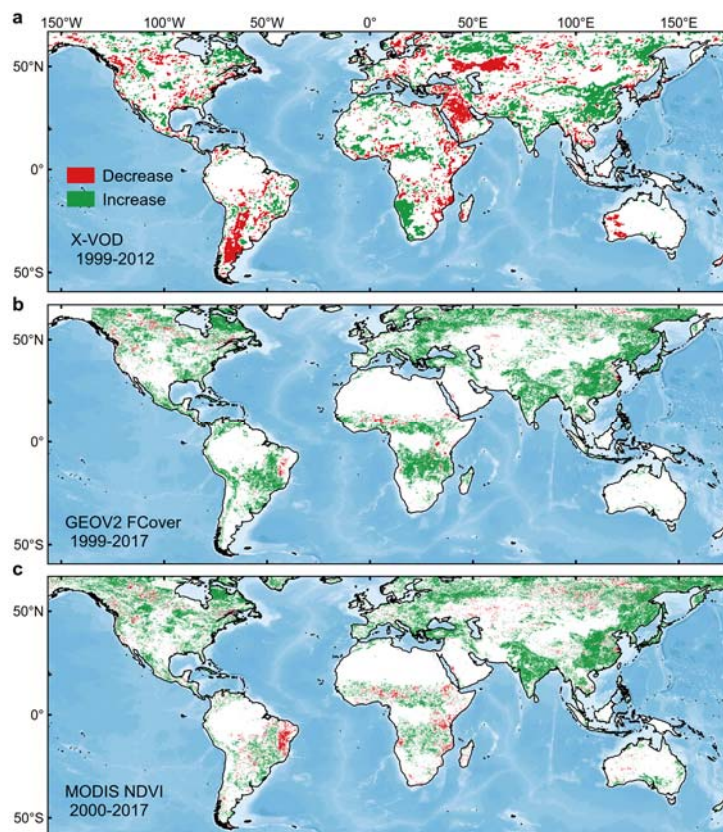 150°W 100°W 50°W 0°E 50°E 100°E 150°E
a
50°N
0°
Decrease
Increase
X-VOD
1999-2012
50°S
b
50°N
0°
GEOV2 FCover
1999-2017
50°S
c
50°N
0°
MODIS NDVI
2000-2017
50°S